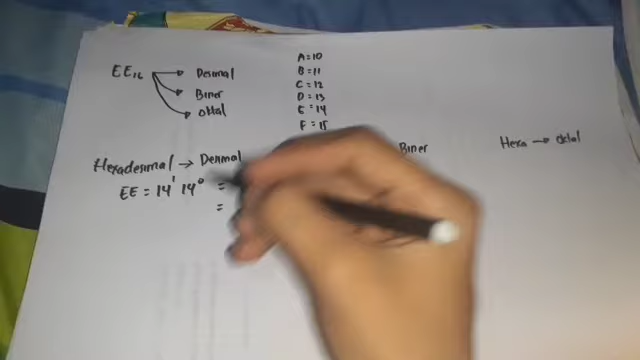 EE₁₆ → Desimal
→ Biner
→ Oktal
A=10
B=11
C=12
D=13
E=14
F=15
Hexadesimal → Desimal
EE = 14¹ 14⁰ =
=
Biner
Hexa → Oktal